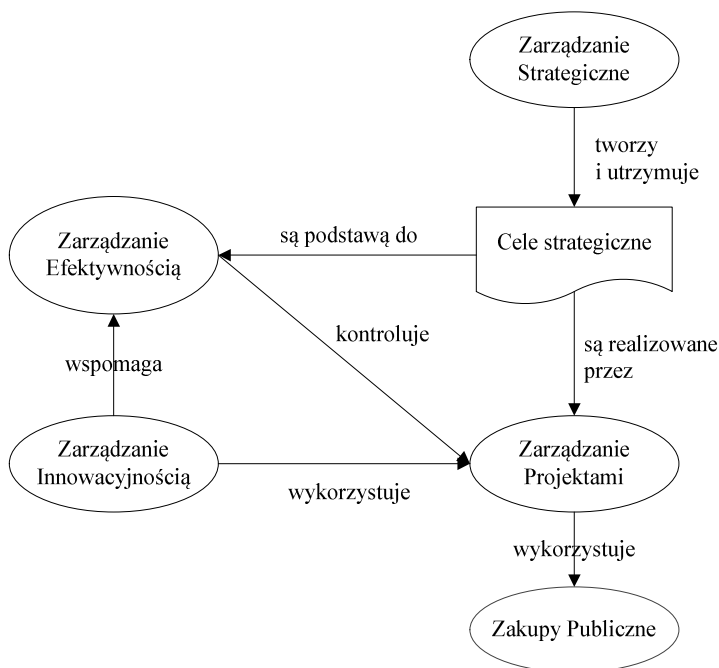 Zarządzanie
Strategiczne
tworzy
i utrzymuje
Zarządzanie
Efektywnością
są podstawą do
Cele strategiczne
kontroluje
są realizowane
przez
wspomaga
Zarządzanie
Innowacyjnością
wykorzystuje
Zarządzanie
Projektami
wykorzystuje
Zakupy Publiczne